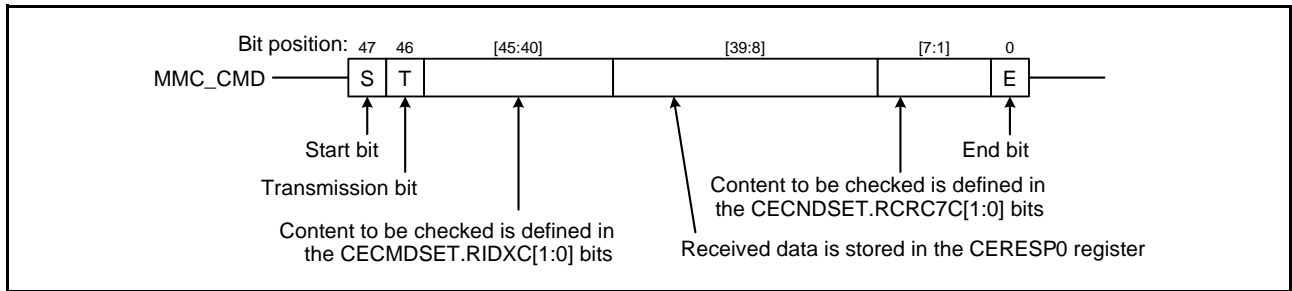 Bit position: 47 46 [45:40] [39:8] [7:1] 0
MMC_CMD S T E
Start bit
End bit
Transmission bit
Content to be checked is defined in
the CECNDSET.RCRC7C[1:0] bits
Content to be checked is defined in
the CECMDSET.RIDXC[1:0] bits
Received data is stored in the CERESP0 register